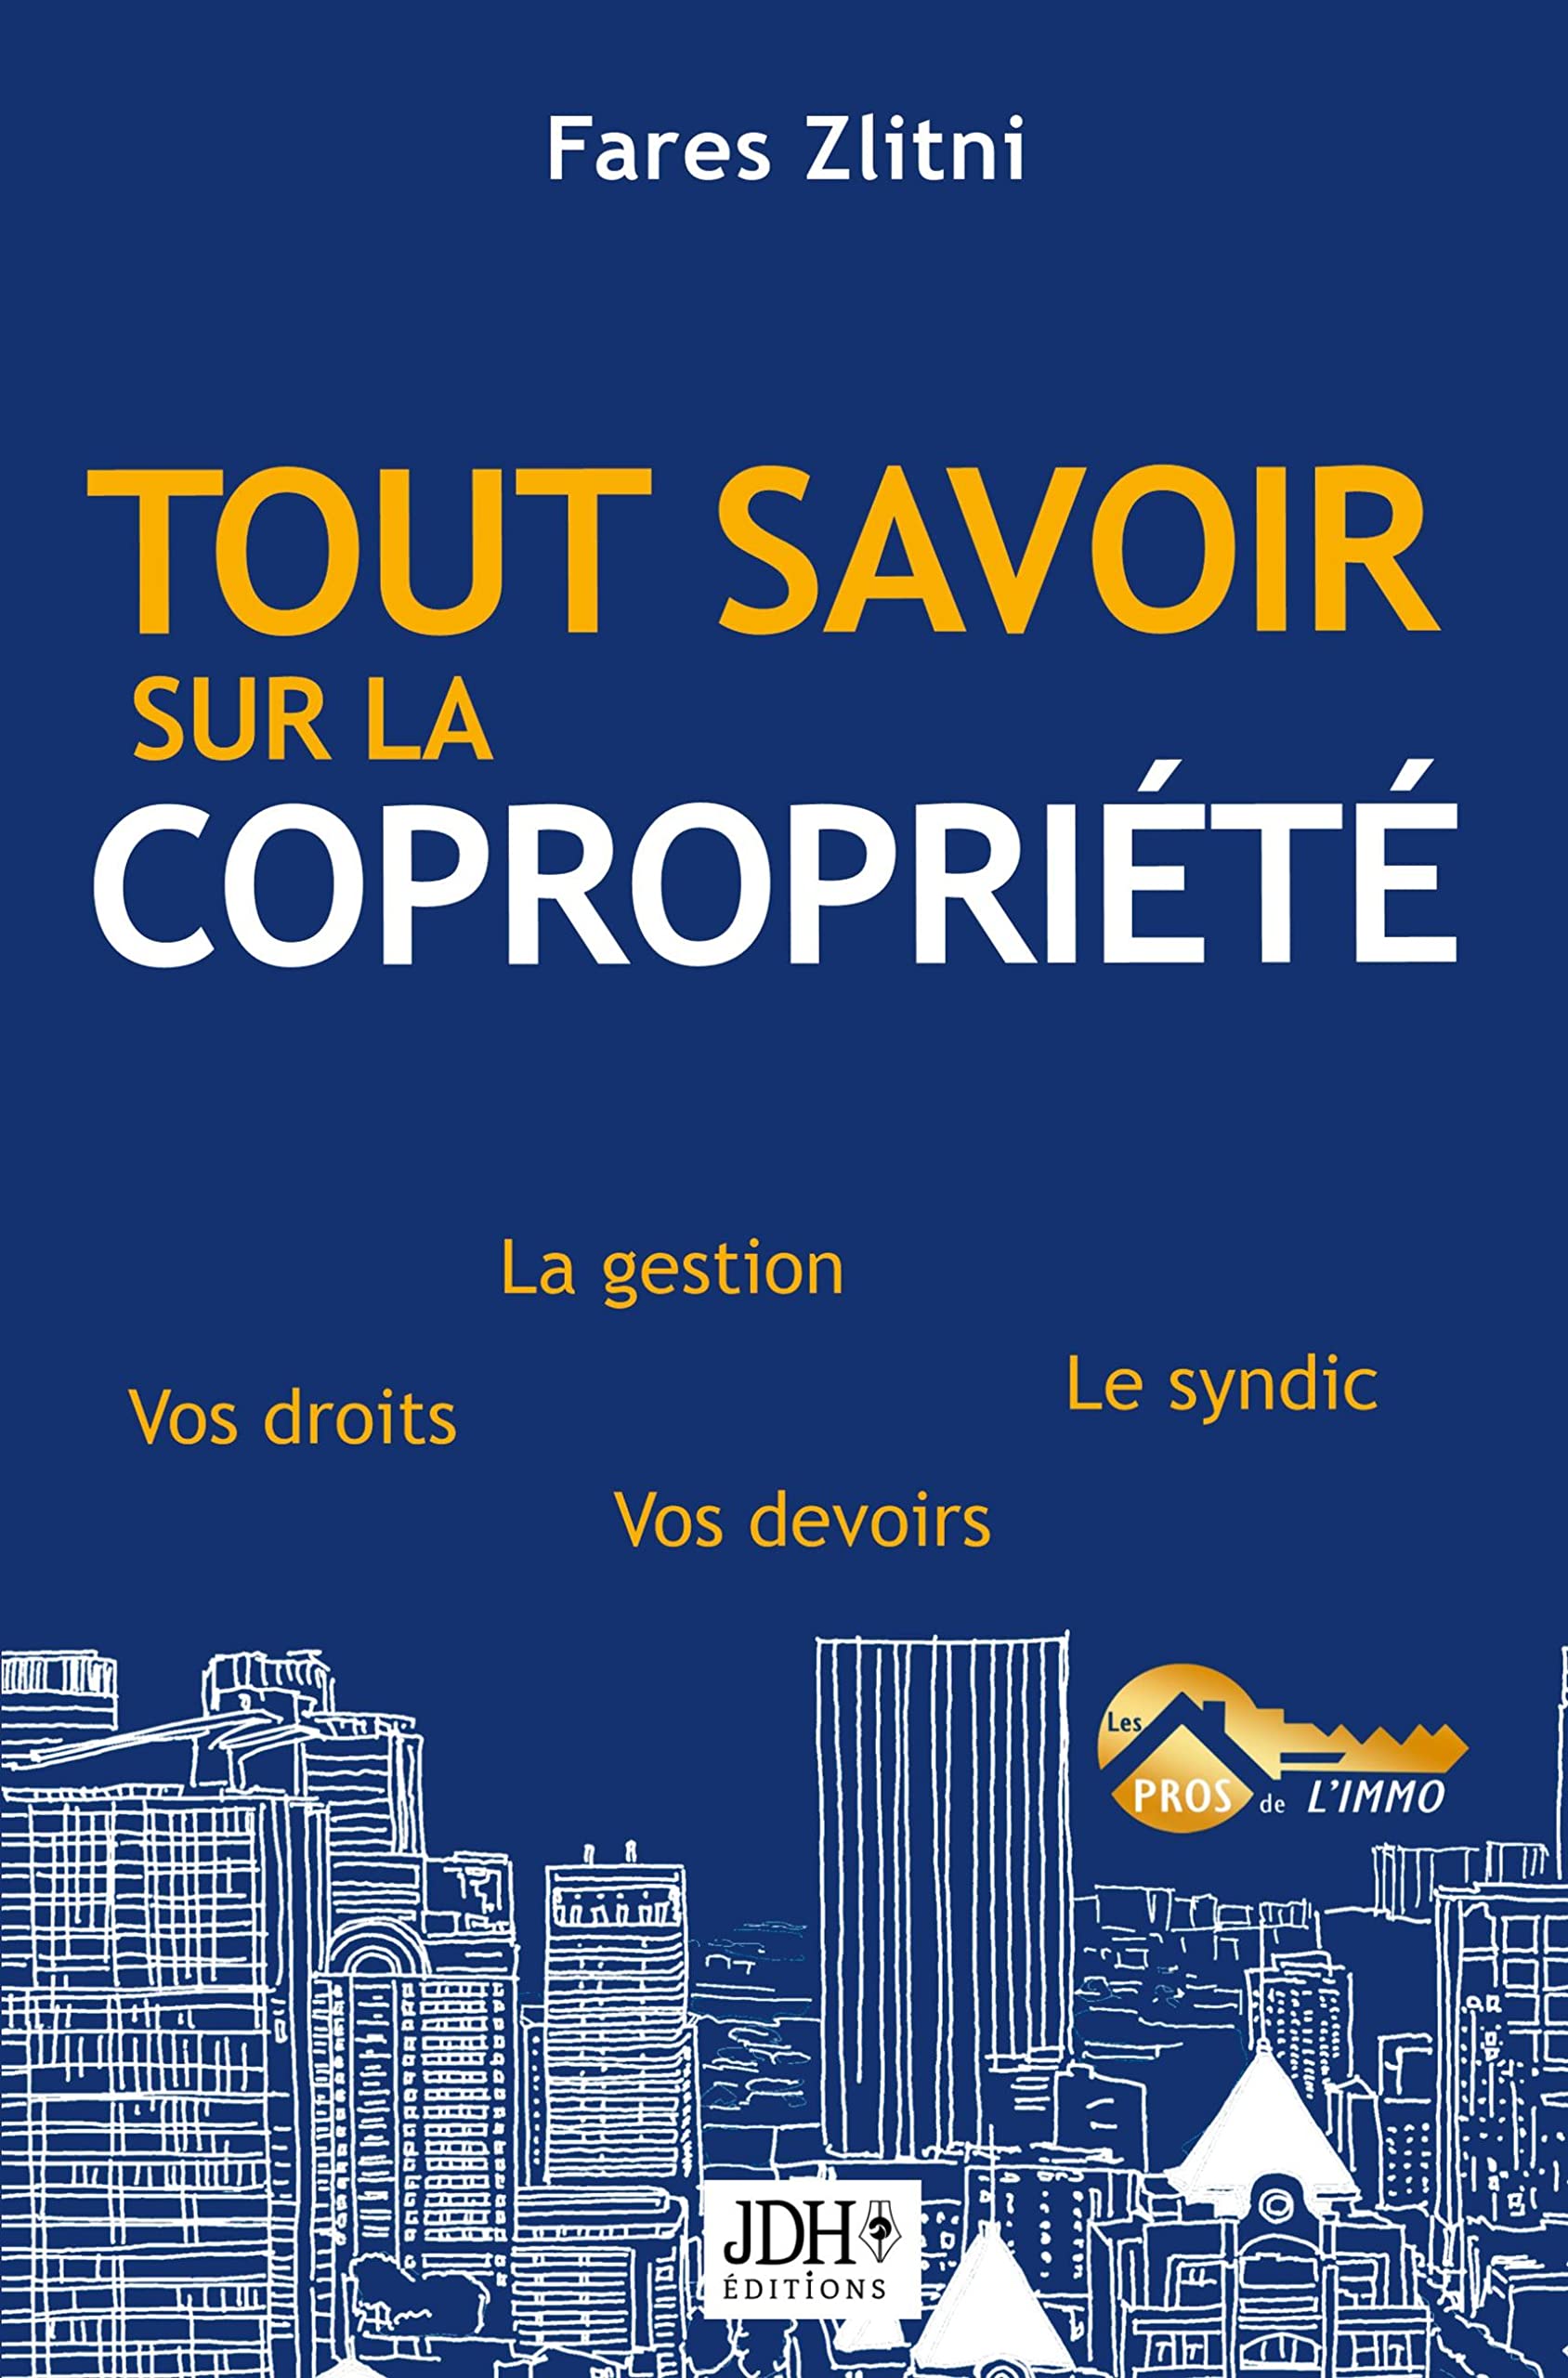 Fares Zlitni
TOUT SAVOIR
SUR LA
COPROPRIÉTÉ
La gestion
Le syndic
Vos droits
Vos devoirs
Les
PROS de L'IMMO
JDH
ÉDITIONS